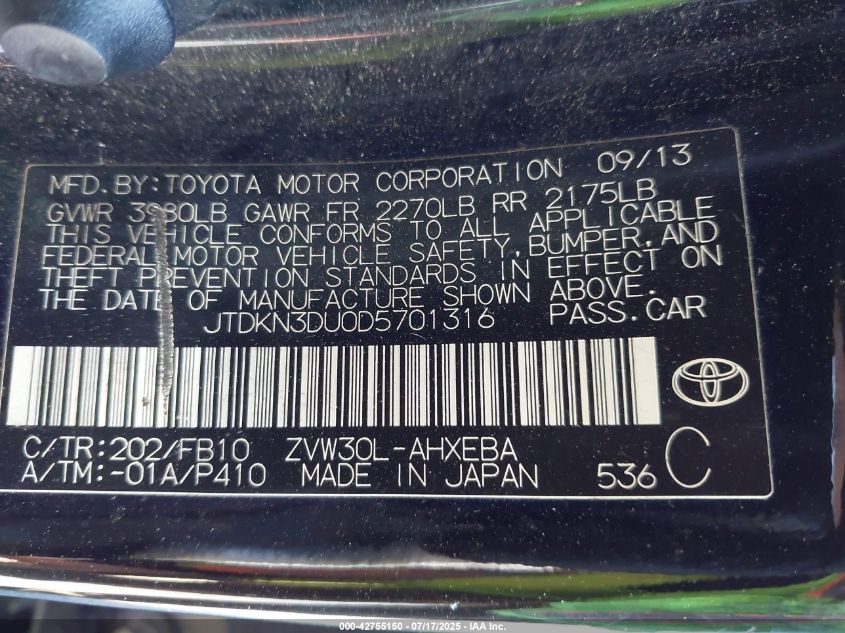 MFD. BY: TOYOTA MOTOR CORPORATION 09/13
GVWR 3980LB GAWR FR 2270LB RR 2175LB
THIS VEHICLE CONFORMS TO ALL APPLICABLE
FEDERAL MOTOR VEHICLE SAFETY, BUMPER, AND
THEFT PREVENTION STANDARDS IN EFFECT ON
THE DATE OF MANUFACTURE SHOWN ABOVE.
JTDKN3DU0D5701316 PASS. CAR
C/TR: 202/FB10 ZVW30L-AHXEBA
A/TM: -01A/P410 MADE IN JAPAN 536 C
000-42755150 - 07/17/2025 - IAA Inc.